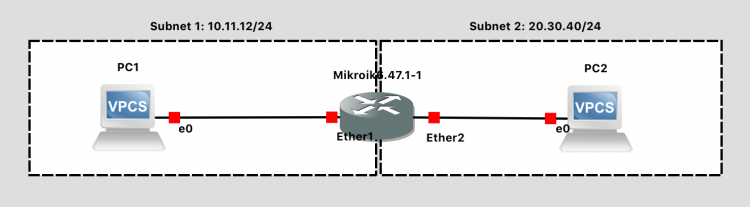 Subnet 1: 10.11.12/24
Subnet 2: 20.30.40/24
PC1
Mikroik6.47.1-1
PC2
VPCS
VPCS
e0
Ether1
Ether2
e0